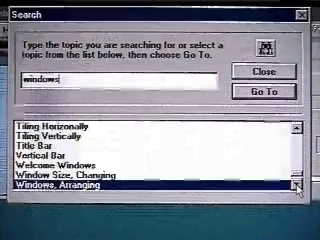 Search
Type the topic you are searching for or select a
topic from the list below, then choose Go To.
Close
windows
Go To
Tiling Horizonally
Tiling Vertically
Title Bar
Vertical Bar
Welcome Windows
Window Size, Changing
Windows, Arranging